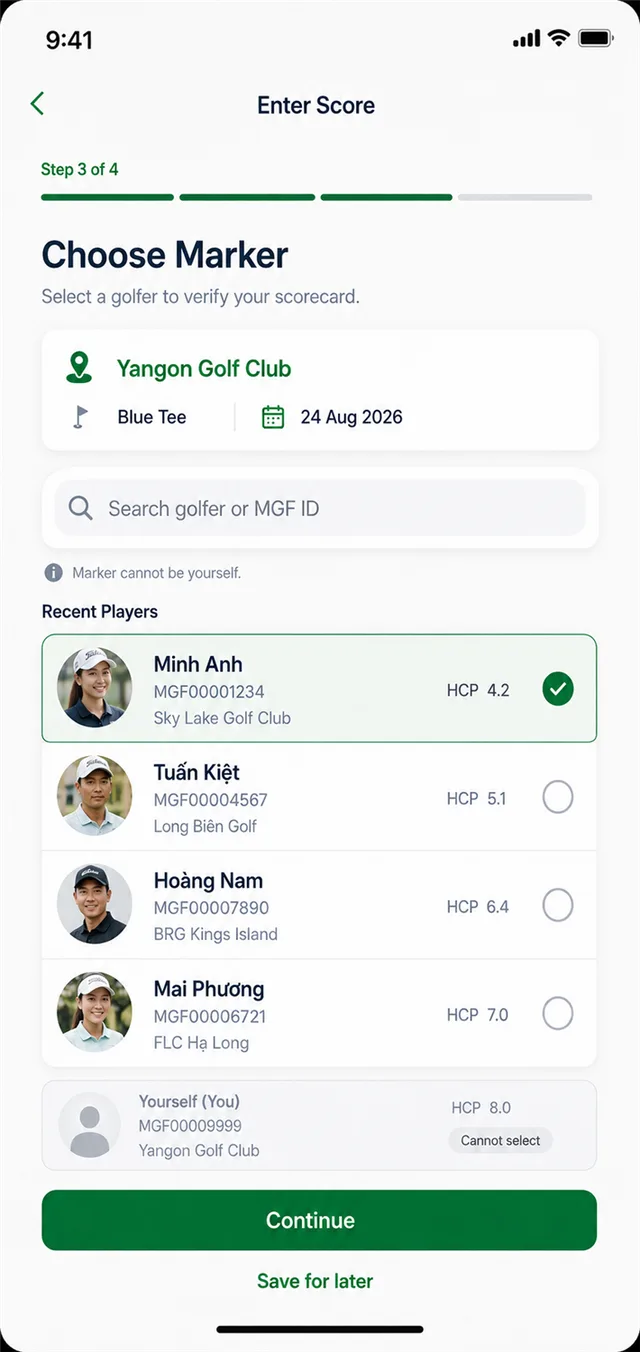 9:41
Enter Score
Step 3 of 4
Choose Marker
Select a golfer to verify your scorecard.
Yangon Golf Club
Blue Tee
24 Aug 2026
Search golfer or MGF ID
Marker cannot be yourself.
Recent Players
Minh Anh
MGF00001234
Sky Lake Golf Club
HCP 4.2
Tuấn Kiệt
MGF00004567
Long Biên Golf
HCP 5.1
Hoàng Nam
MGF00007890
BRG Kings Island
HCP 6.4
Mai Phương
MGF00006721
FLC Hạ Long
HCP 7.0
Yourself (You)
MGF00009999
Yangon Golf Club
HCP 8.0
Cannot select
Continue
Save for later